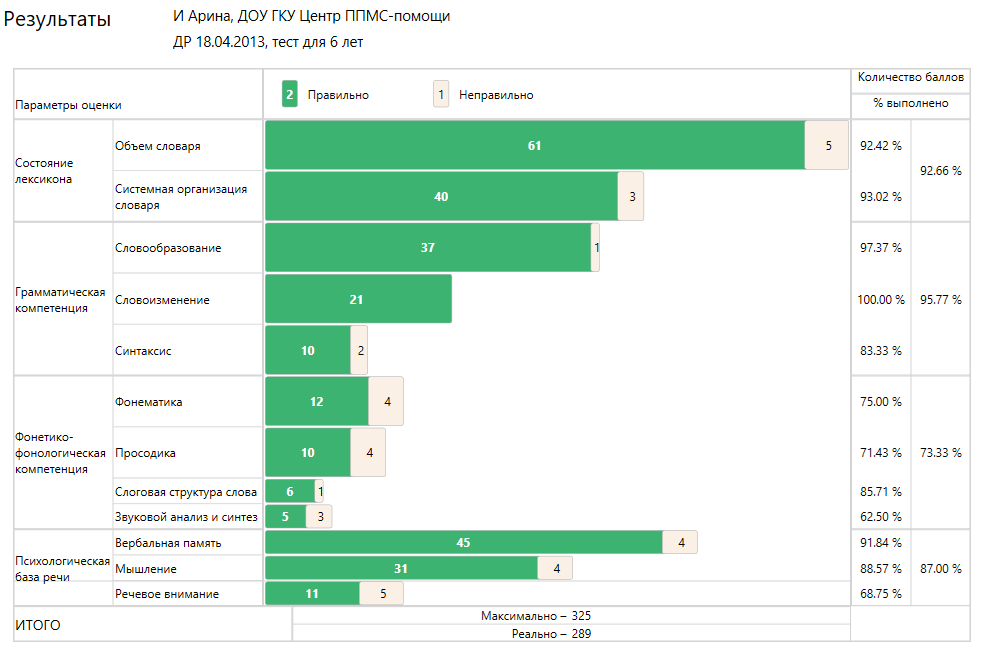 Результаты
И Арина, ДОУ ГКУ Центр ППМС-помощи
ДР 18.04.2013, тест для 6 лет
Параметры оценки
2 Правильно 1 Неправильно
Количество баллов
% выполнено
Состояние
лексикона
Объем словаря 61 5 92.42 %
92.66 %
Системная организация
словаря
40 3 93.02 %
Грамматическая
компетенция
Словообразование 37 1 97.37 %
Словоизменение 21 100.00 % 95.77 %
Синтаксис 10 2 83.33 %
Фонетико-
фонологическая
компетенция
Фонематика 12 4 75.00 %
Просодика 10 4 71.43 % 73.33 %
Слоговая структура слова 6 1 85.71 %
Звуковой анализ и синтез 5 3 62.50 %
Психологическая
база речи
Вербальная память 45 4 91.84 %
Мышление 31 4 88.57 % 87.00 %
Речевое внимание 11 5 68.75 %
ИТОГО
Максимально – 325
Реально – 289